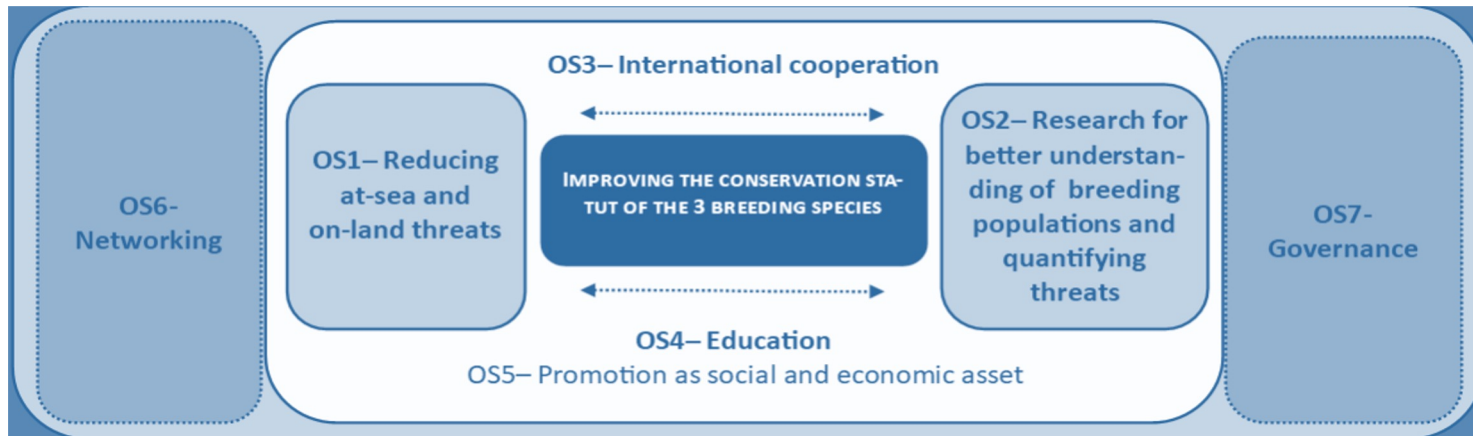 OS6-
Networking
OS3– International cooperation
OS1– Reducing
at-sea and
on-land threats
IMPROVING THE CONSERVATION STA-
TUT OF THE 3 BREEDING SPECIES
OS2– Research for
better understan-
ding of breeding
populations and
quantifying
threats
OS4– Education
OS5– Promotion as social and economic asset
OS7-
Governance